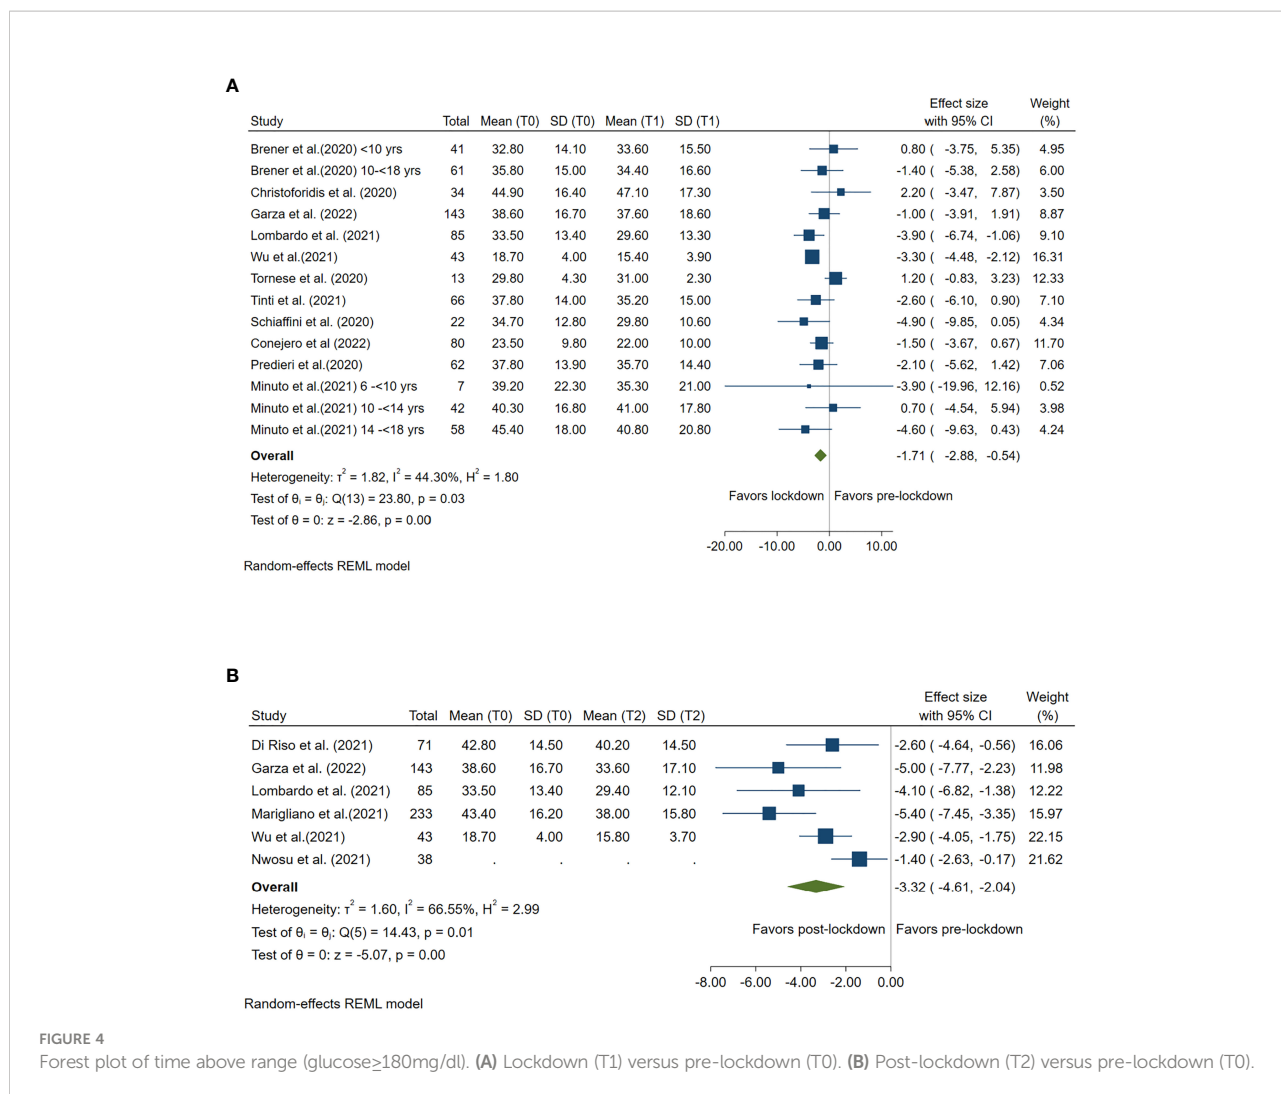 A
Effect size Weight
Study Total Mean (T0) SD (T0) Mean (T1) SD (T1) with 95% CI (%)
Brener et al.(2020) <10 yrs 41 32.80 14.10 33.60 15.50 0.80 ( -3.75, 5.35) 4.95
Brener et al.(2020) 10-<18 yrs 61 35.80 15.00 34.40 16.60 -1.40 ( -5.38, 2.58) 6.00
Christoforidis et al. (2020) 34 44.90 16.40 47.10 17.30 2.20 ( -3.47, 7.87) 3.50
Garza et al. (2022) 143 38.60 16.70 37.60 18.60 -1.00 ( -3.91, 1.91) 8.87
Lombardo et al. (2021) 85 33.50 13.40 29.60 13.30 -3.90 ( -6.74, -1.06) 9.10
Wu et al.(2021) 43 18.70 4.00 15.40 3.90 -3.30 ( -4.48, -2.12) 16.31
Tornese et al. (2020) 13 29.80 4.30 31.00 2.30 1.20 ( -0.83, 3.23) 12.33
Tinti et al. (2021) 66 37.80 14.00 35.20 15.00 -2.60 ( -6.10, 0.90) 7.10
Schiaffini et al. (2020) 22 34.70 12.80 29.80 10.60 -4.90 ( -9.85, 0.05) 4.34
Conejero et al (2022) 80 23.50 9.80 22.00 10.00 -1.50 ( -3.67, 0.67) 11.70
Predieri et al.(2020) 62 37.80 13.90 35.70 14.40 -2.10 ( -5.62, 1.42) 7.06
Minuto et al.(2021) 6 -<10 yrs 7 39.20 22.30 35.30 21.00 -3.90 ( -19.96, 12.16) 0.52
Minuto et al.(2021) 10 -<14 yrs 42 40.30 16.80 41.00 17.80 0.70 ( -4.54, 5.94) 3.98
Minuto et al.(2021) 14 -<18 yrs 58 45.40 18.00 40.80 20.80 -4.60 ( -9.63, 0.43) 4.24
Overall -1.71 ( -2.88, -0.54)
Heterogeneity: τ² = 1.82, I² = 44.30%, H² = 1.80
Test of θᵢ = θⱼ: Q(13) = 23.80, p = 0.03 Favors lockdown Favors pre-lockdown
Test of θ = 0: z = -2.86, p = 0.00
-20.00 -10.00 0.00 10.00
Random-effects REML model
B
Effect size Weight
Study Total Mean (T0) SD (T0) Mean (T2) SD (T2) with 95% CI (%)
Di Riso et al. (2021) 71 42.80 14.50 40.20 14.50 -2.60 ( -4.64, -0.56) 16.06
Garza et al. (2022) 143 38.60 16.70 33.60 17.10 -5.00 ( -7.77, -2.23) 11.98
Lombardo et al. (2021) 85 33.50 13.40 29.40 12.10 -4.10 ( -6.82, -1.38) 12.22
Marigliano et al.(2021) 233 43.40 16.20 38.00 15.80 -5.40 ( -7.45, -3.35) 15.97
Wu et al.(2021) 43 18.70 4.00 15.80 3.70 -2.90 ( -4.05, -1.75) 22.15
Nwosu et al. (2021) 38 . . . . -1.40 ( -2.63, -0.17) 21.62
Overall -3.32 ( -4.61, -2.04)
Heterogeneity: τ² = 1.60, I² = 66.55%, H² = 2.99
Test of θᵢ = θⱼ: Q(5) = 14.43, p = 0.01 Favors post-lockdown Favors pre-lockdown
Test of θ = 0: z = -5.07, p = 0.00
-8.00 -6.00 -4.00 -2.00 0.00
Random-effects REML model
FIGURE 4
Forest plot of time above range (glucose≥180mg/dl). (A) Lockdown (T1) versus pre-lockdown (T0). (B) Post-lockdown (T2) versus pre-lockdown (T0).